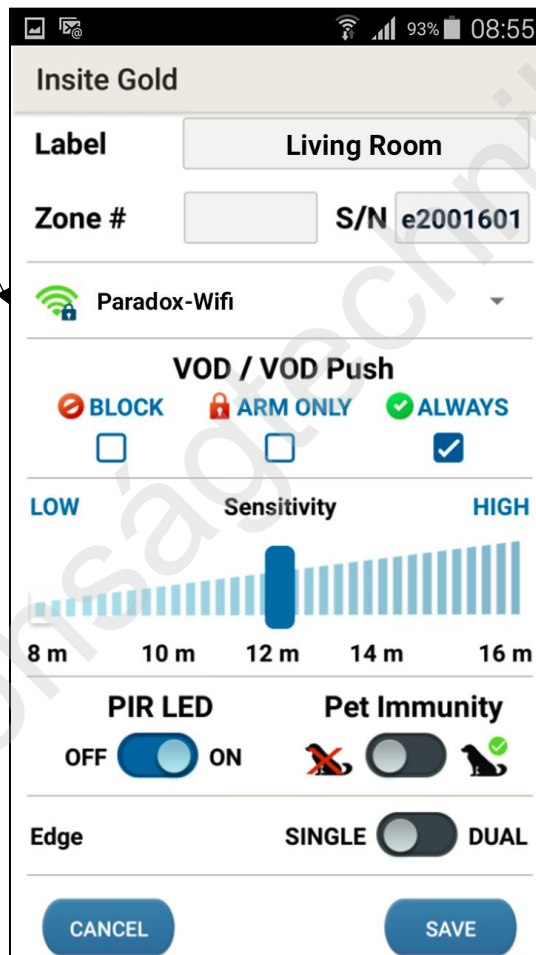 93% 08:55
Insite Gold
Label Living Room
Zone # S/N e2001601
Paradox-Wifi
VOD / VOD Push
BLOCK ARM ONLY ALWAYS
LOW Sensitivity HIGH
8 m 10 m 12 m 14 m 16 m
PIR LED Pet Immunity
OFF ON
Edge SINGLE DUAL
CANCEL SAVE